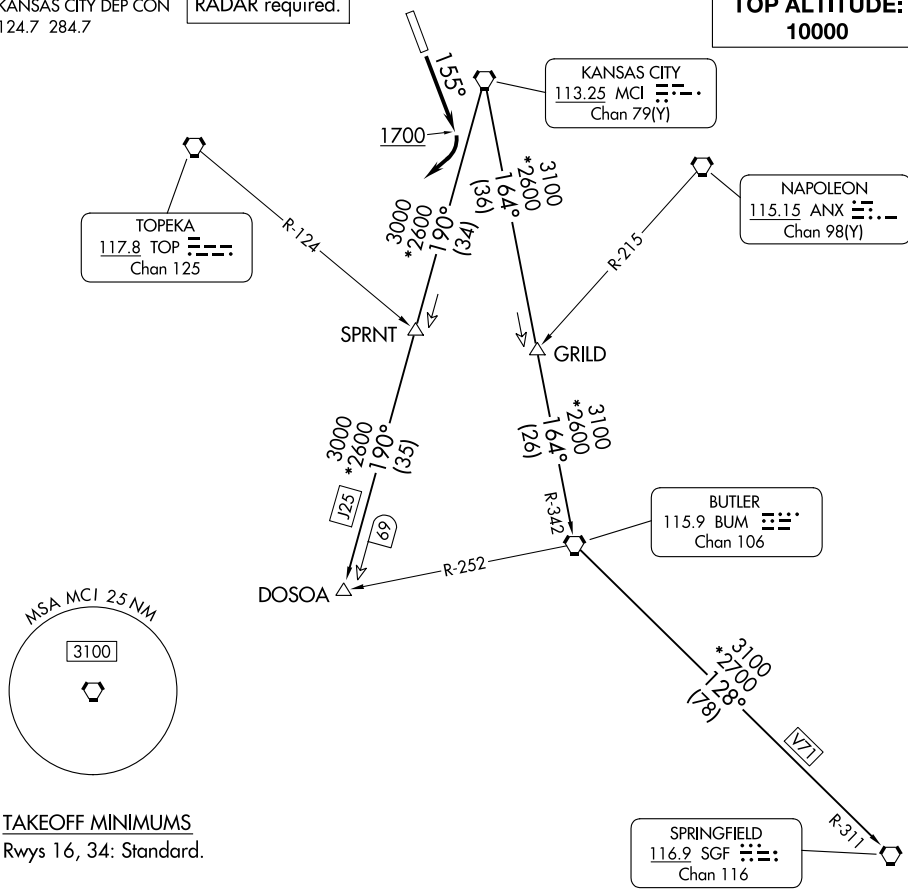 KANSAS CITY DEP CON
124.7 284.7
RADAR required.
TOP ALTITUDE:
10000
155°
1700
KANSAS CITY
113.25 MCI
Chan 79(Y)
TOPEKA
117.8 TOP
Chan 125
R-124
NAPOLEON
115.15 ANX
Chan 98(Y)
R-215
3000
*2600
190°
(34)
3100
*2600
164°
(36)
SPRNT
GRILD
3000
*2600
190°
(35)
J25
69
3100
*2600
164°
(26)
R-342
BUTLER
115.9 BUM
Chan 106
R-252
DOSOA
MSA MCI 25 NM
3100
3100
*2700
128°
(78)
V71
R-311
SPRINGFIELD
116.9 SGF
Chan 116
TAKEOFF MINIMUMS
Rwys 16, 34: Standard.